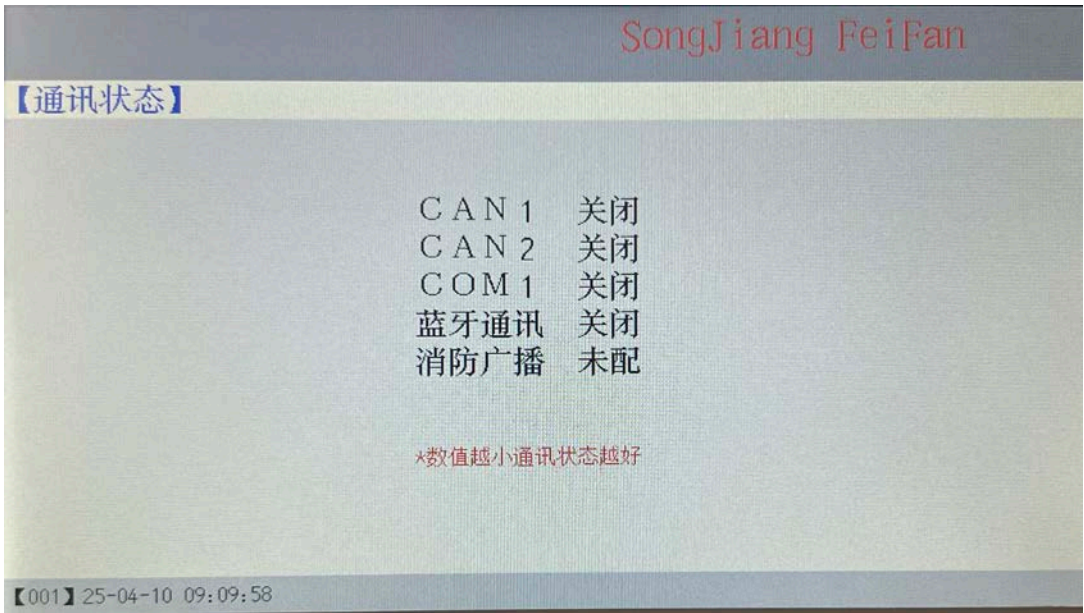 SongJiang FeiFan
【通讯状态】
CAN1 关闭
CAN2 关闭
COM1 关闭
蓝牙通讯 关闭
消防广播 未配
*数值越小通讯状态越好
【001】25-04-10 09:09:58